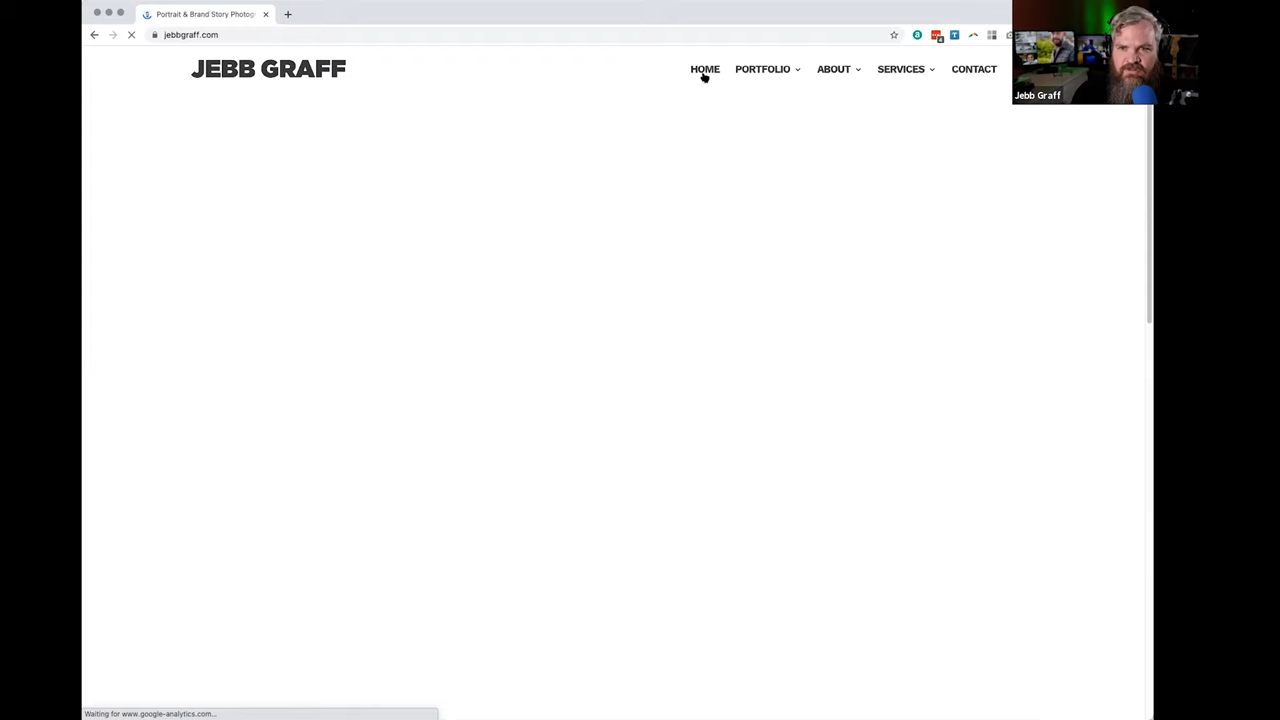 Portrait & Brand Story Photog
jebbgraff.com
JEBB GRAFF
HOME PORTFOLIO ABOUT SERVICES CONTACT
Jebb Graff
Waiting for www.google-analytics.com...